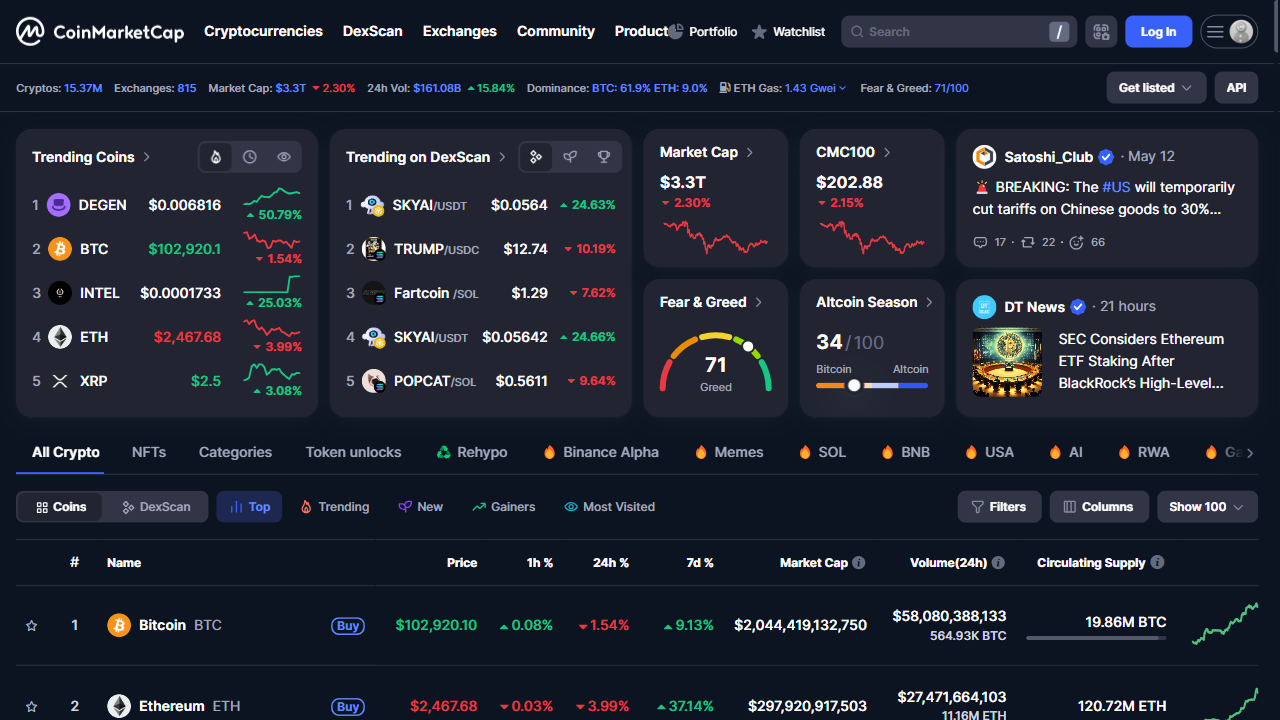 CoinMarketCap Cryptocurrencies DexScan Exchanges Community Product Portfolio Watchlist Search / Log In
Cryptos: 15.37M Exchanges: 815 Market Cap: $3.3T 2.30% 24h Vol: $161.08B 15.84% Dominance: BTC: 61.9% ETH: 9.0% ETH Gas: 1.43 Gwei Fear & Greed: 71/100 Get listed API
Trending Coins
1 DEGEN $0.006816 50.79%
2 BTC $102,920.1 1.54%
3 INTEL $0.0001733 25.03%
4 ETH $2,467.68 3.99%
5 XRP $2.5 3.08%
Trending on DexScan
1 SKYAI/USDT $0.0564 24.63%
2 TRUMP/USDC $12.74 10.19%
3 Fartcoin /SOL $1.29 7.62%
4 SKYAI/USDT $0.05642 24.66%
5 POPCAT/SOL $0.5611 9.64%
Market Cap
$3.3T
2.30%
CMC100
$202.88
2.15%
Fear & Greed
71
Greed
Altcoin Season
34/100
Bitcoin Altcoin
Satoshi_Club · May 12
BREAKING: The #US will temporarily
cut tariffs on Chinese goods to 30%...
17 · 22 · 66
DT News · 21 hours
SEC Considers Ethereum
ETF Staking After
BlackRock's High-Level...
All Crypto NFTs Categories Token unlocks Rehypo Binance Alpha Memes SOL BNB USA AI RWA Ga
Coins DexScan Top Trending New Gainers Most Visited Filters Columns Show 100
# Name Price 1h % 24h % 7d % Market Cap Volume(24h) Circulating Supply
1 Bitcoin BTC Buy $102,920.10 0.08% 1.54% 9.13% $2,044,419,132,750 $58,080,388,133 19.86M BTC
564.93K BTC
2 Ethereum ETH Buy $2,467.68 0.03% 3.99% 37.14% $297,920,917,503 $27,471,664,103 120.72M ETH
11.16M ETH